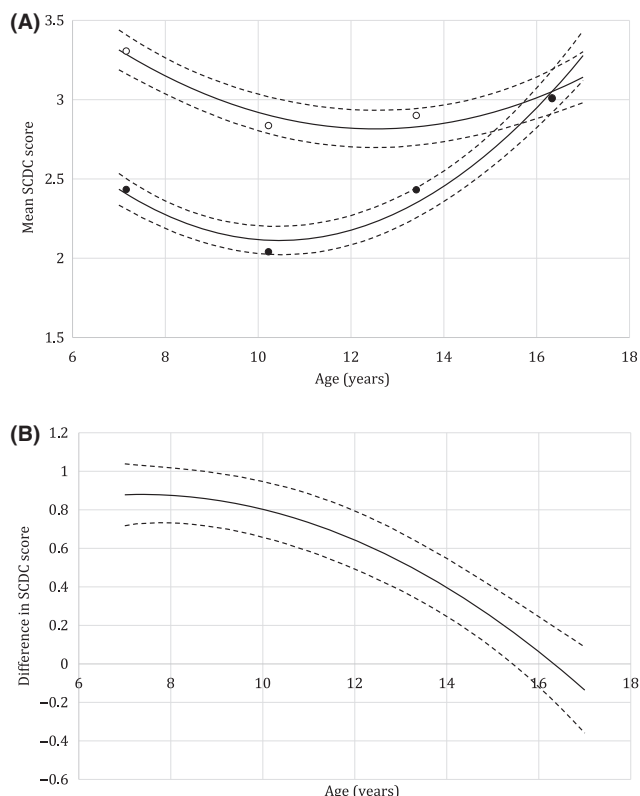 (A)
3.5
3
2.5
2
1.5
Mean SCDC score
6 8 10 12 14 16 18
Age (years)
(B)
1.2
1
0.8
0.6
0.4
0.2
0
−0.2
−0.4
−0.6
Difference in SCDC score
6 8 10 12 14 16 18
Age (years)